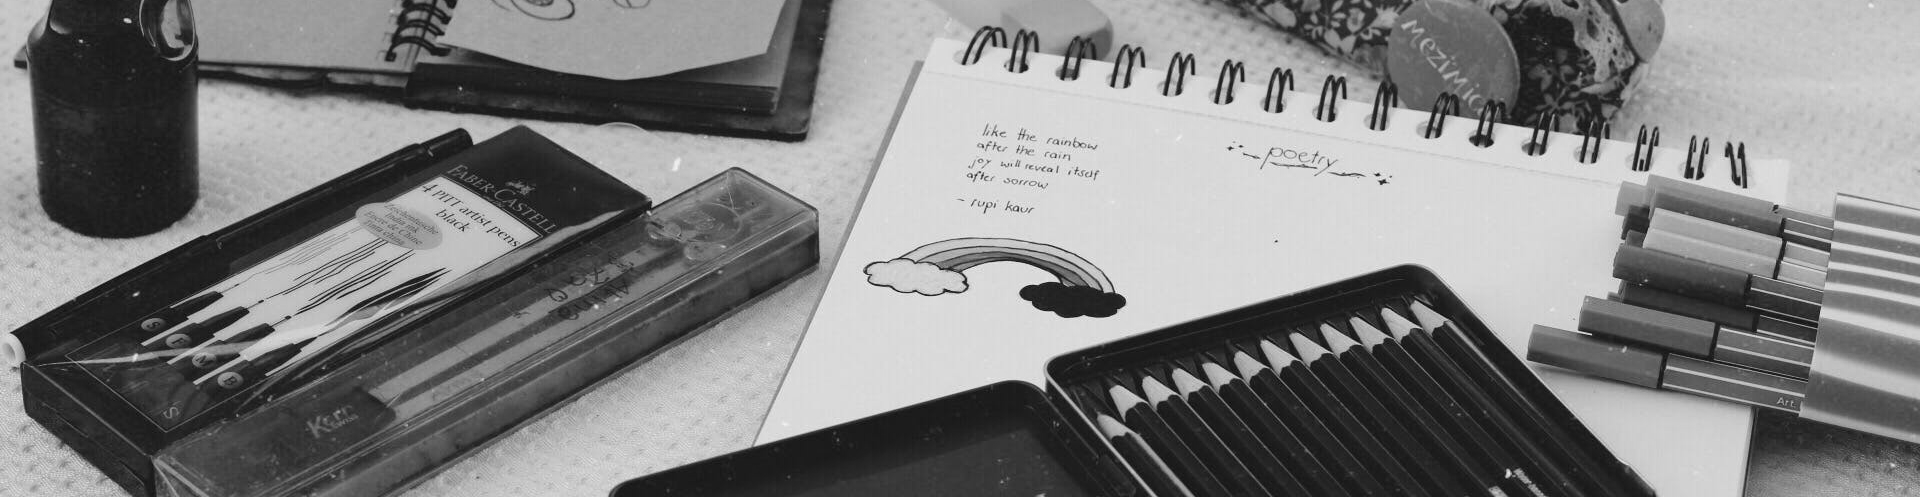 like the rainbow
after the rain
joy will reveal itself
after sorrow
- rupi kaur
poetry
FABER-CASTELL
4 PITT artist pens
black
S
F
M
B
mezimic
Art.